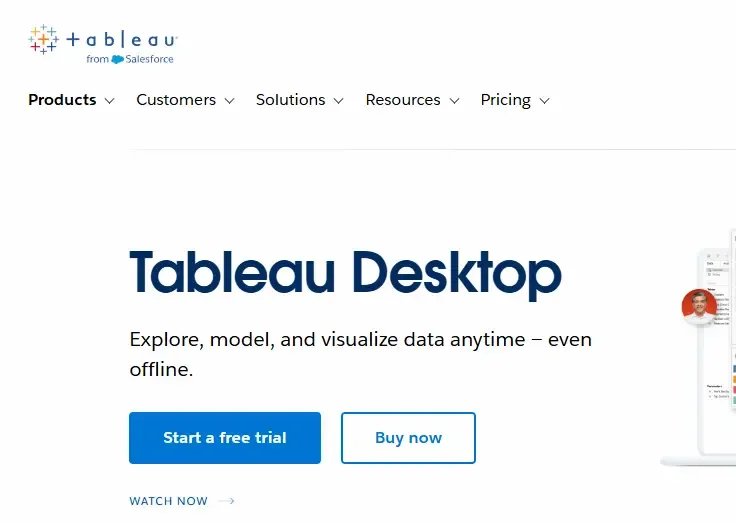 +ableau
from Salesforce
Products Customers Solutions Resources Pricing
Tableau Desktop
Explore, model, and visualize data anytime – even
offline.
Start a free trial Buy now
WATCH NOW